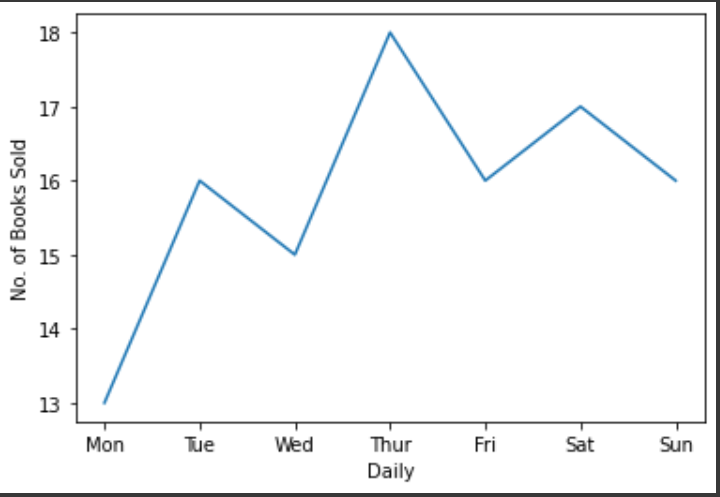 No. of Books Sold
18
17
16
15
14
13
Mon Tue Wed Thur Fri Sat Sun
Daily